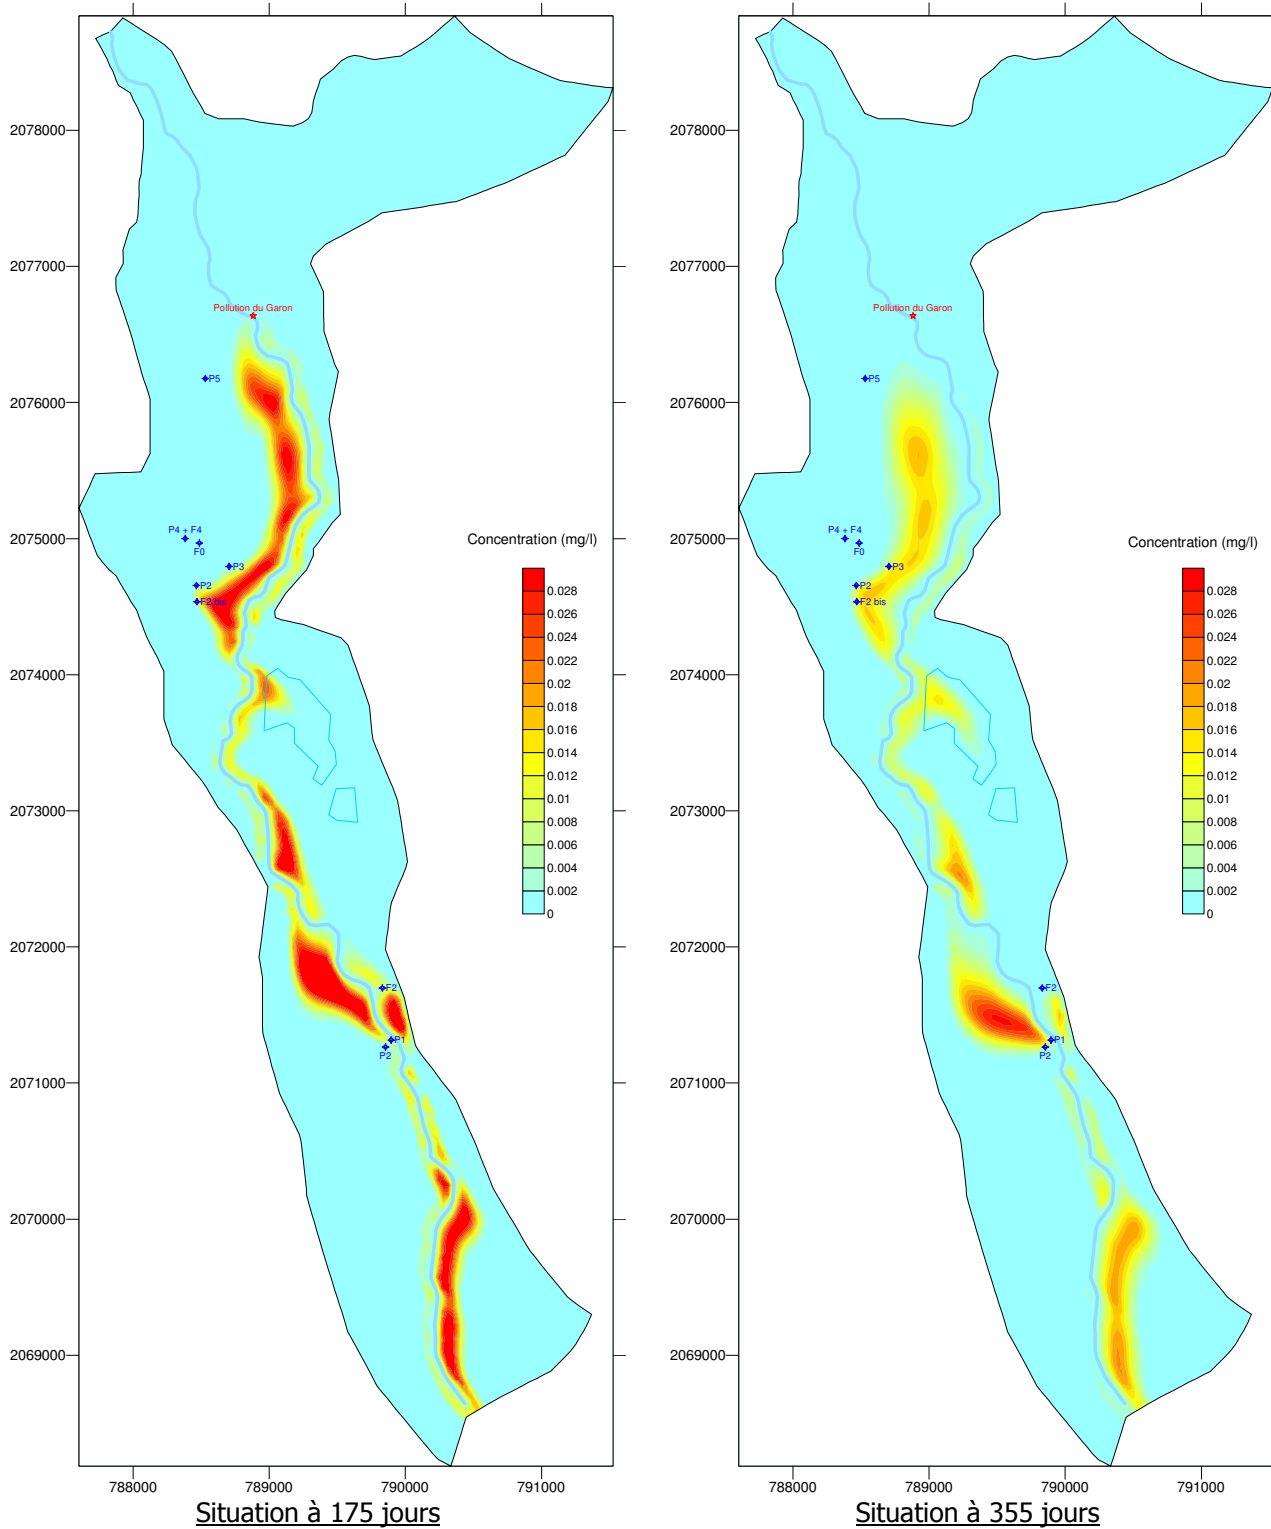 2078000
2077000
2076000
2075000
2074000
2073000
2072000
2071000
2070000
2069000
788000
789000
790000
791000
Pollution du Garon
P5
P4 + F4
F0
P3
P2
F2 bis
F2
P1
P2
Concentration (mg/l)
0.028
0.026
0.024
0.022
0.02
0.018
0.016
0.014
0.012
0.01
0.008
0.006
0.004
0.002
0
Situation à 175 jours
2078000
2077000
2076000
2075000
2074000
2073000
2072000
2071000
2070000
2069000
788000
789000
790000
791000
Pollution du Garon
P5
P4 + F4
F0
P3
P2
F2 bis
F2
P1
P2
Concentration (mg/l)
0.028
0.026
0.024
0.022
0.02
0.018
0.016
0.014
0.012
0.01
0.008
0.006
0.004
0.002
0
Situation à 355 jours